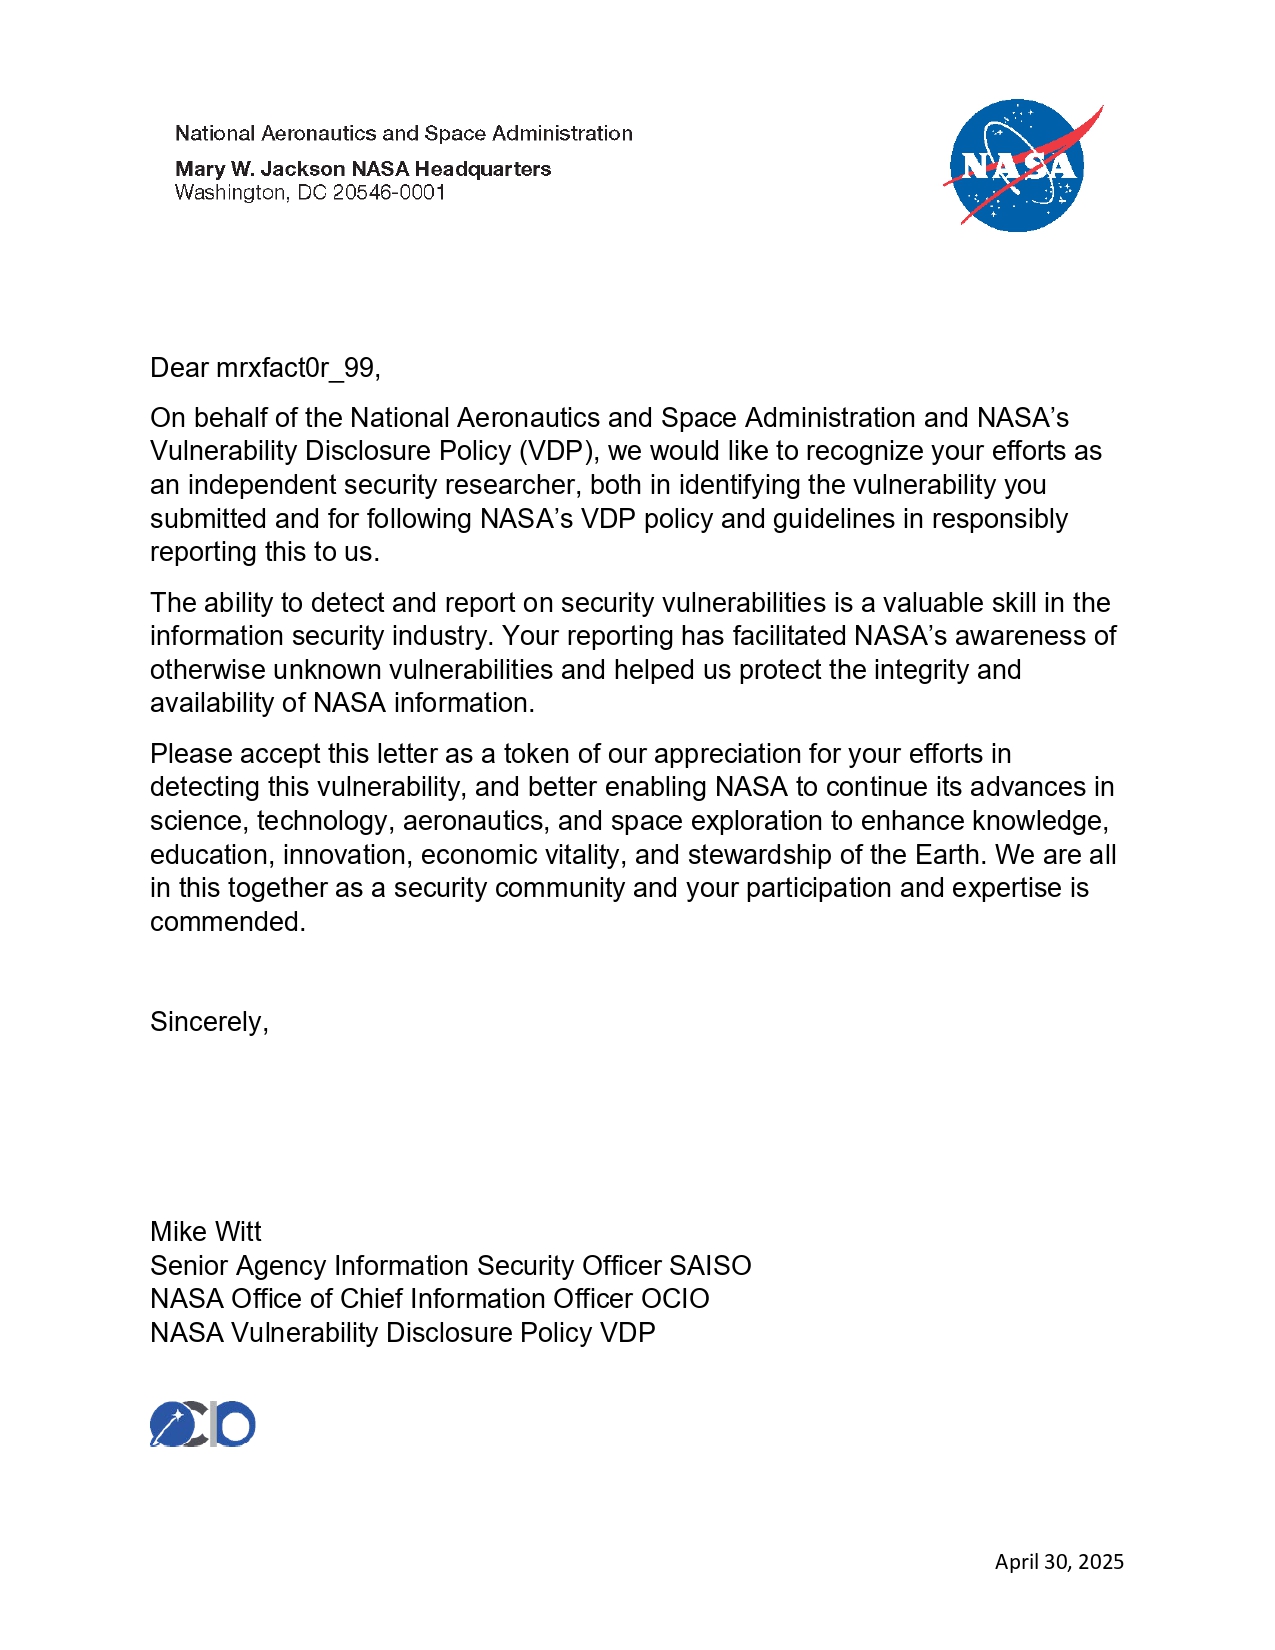 National Aeronautics and Space Administration
Mary W. Jackson NASA Headquarters
Washington, DC 20546-0001
NASA
Dear mrxfact0r_99,
On behalf of the National Aeronautics and Space Administration and NASA’s
Vulnerability Disclosure Policy (VDP), we would like to recognize your efforts as
an independent security researcher, both in identifying the vulnerability you
submitted and for following NASA’s VDP policy and guidelines in responsibly
reporting this to us.
The ability to detect and report on security vulnerabilities is a valuable skill in the
information security industry. Your reporting has facilitated NASA’s awareness of
otherwise unknown vulnerabilities and helped us protect the integrity and
availability of NASA information.
Please accept this letter as a token of our appreciation for your efforts in
detecting this vulnerability, and better enabling NASA to continue its advances in
science, technology, aeronautics, and space exploration to enhance knowledge,
education, innovation, economic vitality, and stewardship of the Earth. We are all
in this together as a security community and your participation and expertise is
commended.
Sincerely,
Mike Witt
Senior Agency Information Security Officer SAISO
NASA Office of Chief Information Officer OCIO
NASA Vulnerability Disclosure Policy VDP
OCIO
April 30, 2025